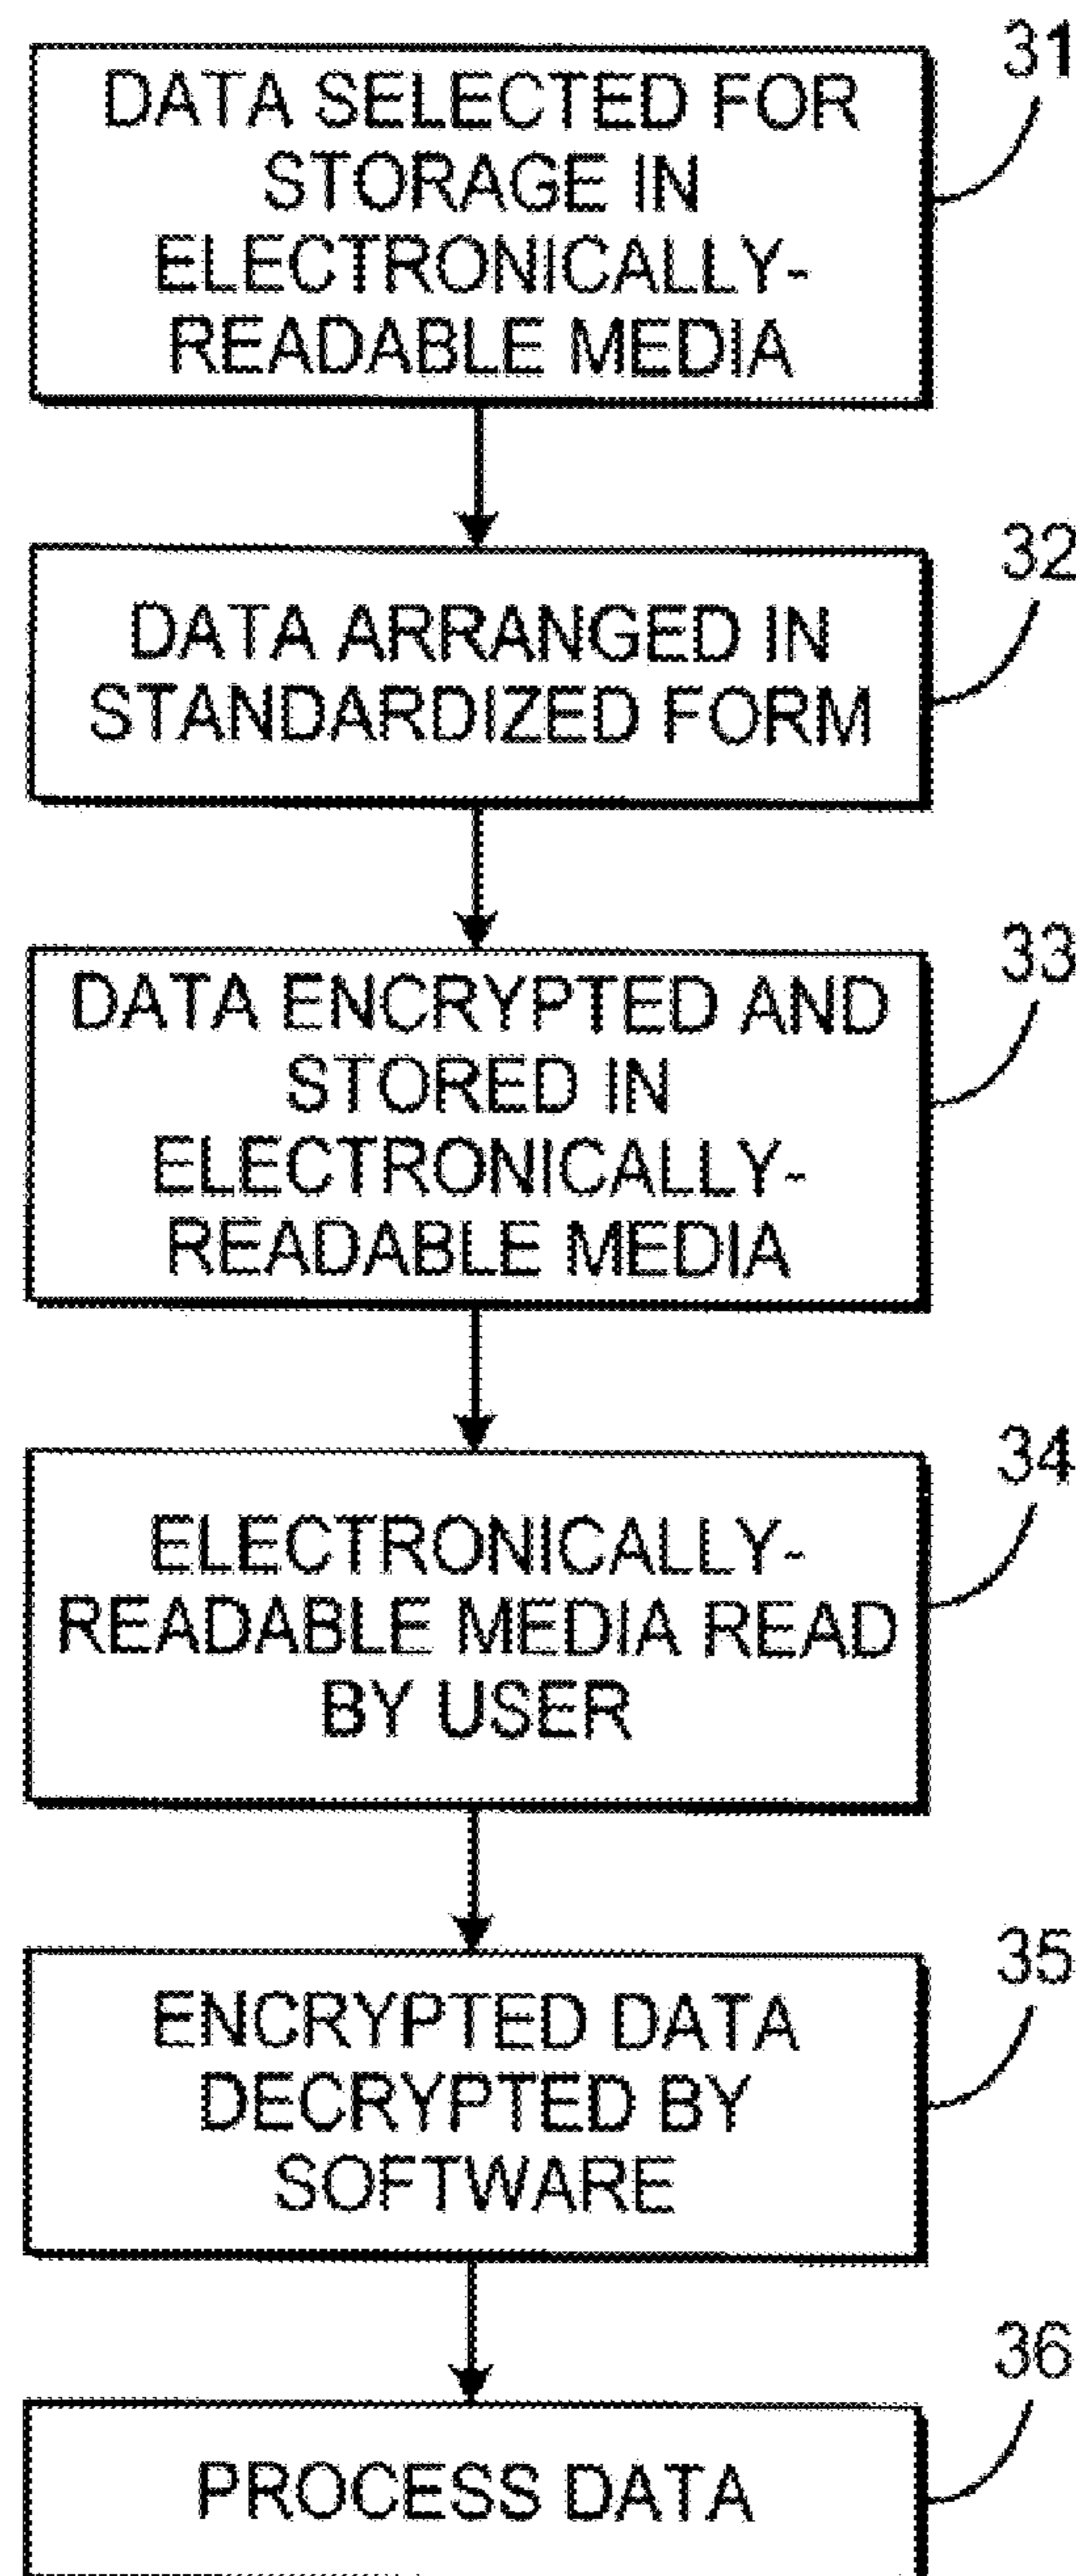 31
DATA SELECTED FOR
STORAGE IN
ELECTRONICALLY-
READABLE MEDIA
32
DATA ARRANGED IN
STANDARDIZED FORM
33
DATA ENCRYPTED AND
STORED IN
ELECTRONICALLY-
READABLE MEDIA
34
ELECTRONICALLY-
READABLE MEDIA READ
BY USER
35
ENCRYPTED DATA
DECRYPTED BY
SOFTWARE
36
PROCESS DATA